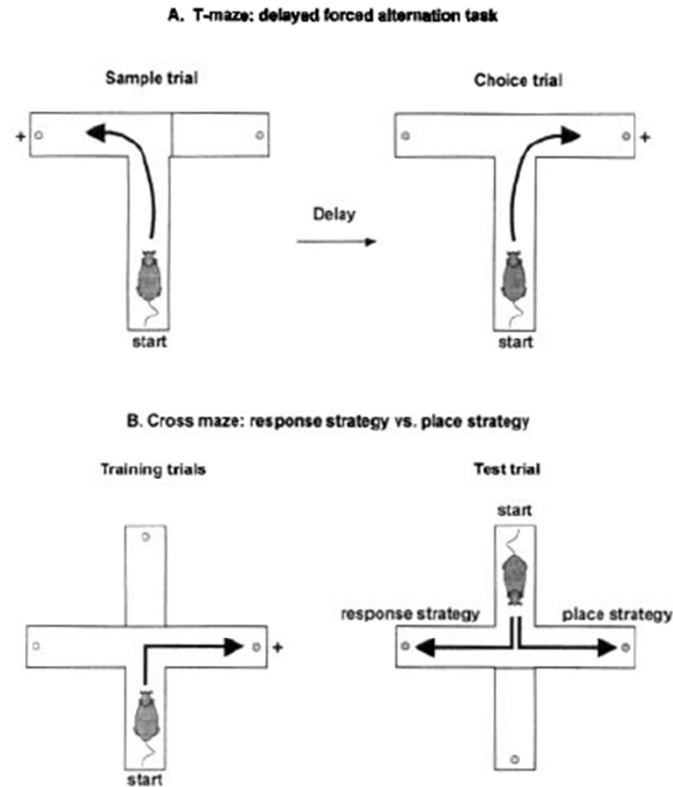 A. T-maze: delayed forced alternation task
Sample trial
Choice trial
+
+
Delay
start
start
B. Cross maze: response strategy vs. place strategy
Training trials
Test trial
start
response strategy
place strategy
+
start